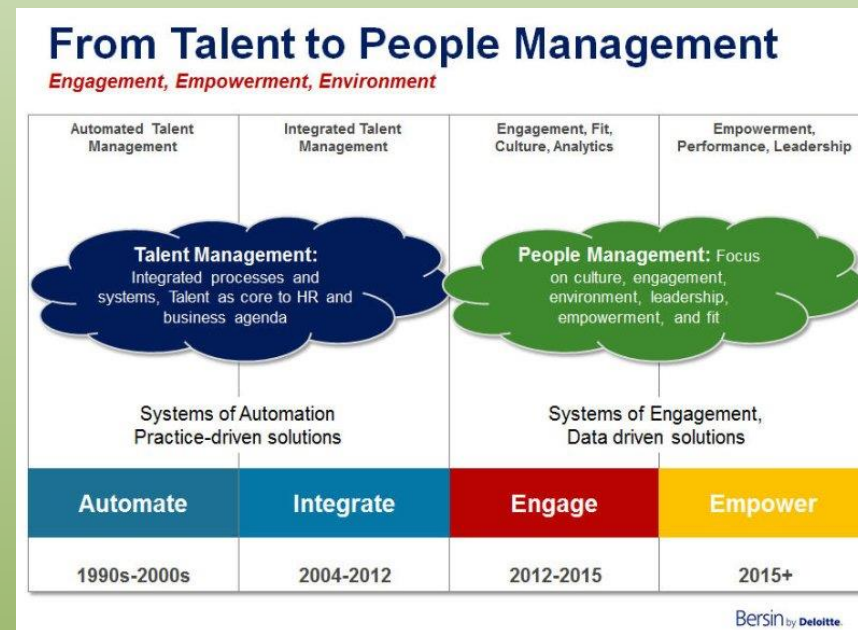 From Talent to People Management
Engagement, Empowerment, Environment
Automated Talent
Management
Integrated Talent
Management
Engagement, Fit,
Culture, Analytics
Empowerment,
Performance, Leadership
Talent Management:
Integrated processes and
systems, Talent as core to HR and
business agenda
People Management: Focus
on culture, engagement,
environment, leadership,
empowerment, and fit
Systems of Automation
Practice-driven solutions
Systems of Engagement,
Data driven solutions
Automate
Integrate
Engage
Empower
1990s-2000s
2004-2012
2012-2015
2015+
Bersin by Deloitte.